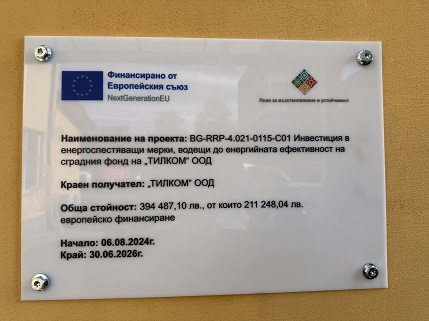 Финансирано от
Европейския съюз
NextGenerationEU
План за възстановяване и устойчивост
Наименование на проекта: BG-RRP-4.021-0115-C01 Инвестиция в
енергоспестяващи мерки, водещи до енергийната ефективност на
сградния фонд на „ТИЛКОМ" ООД
Краен получател: „ТИЛКОМ" ООД
Обща стойност: 394 487,10 лв., от които 211 248,04 лв.
европейско финансиране
Начало: 06.08.2024г.
Край: 30.06.2026г.